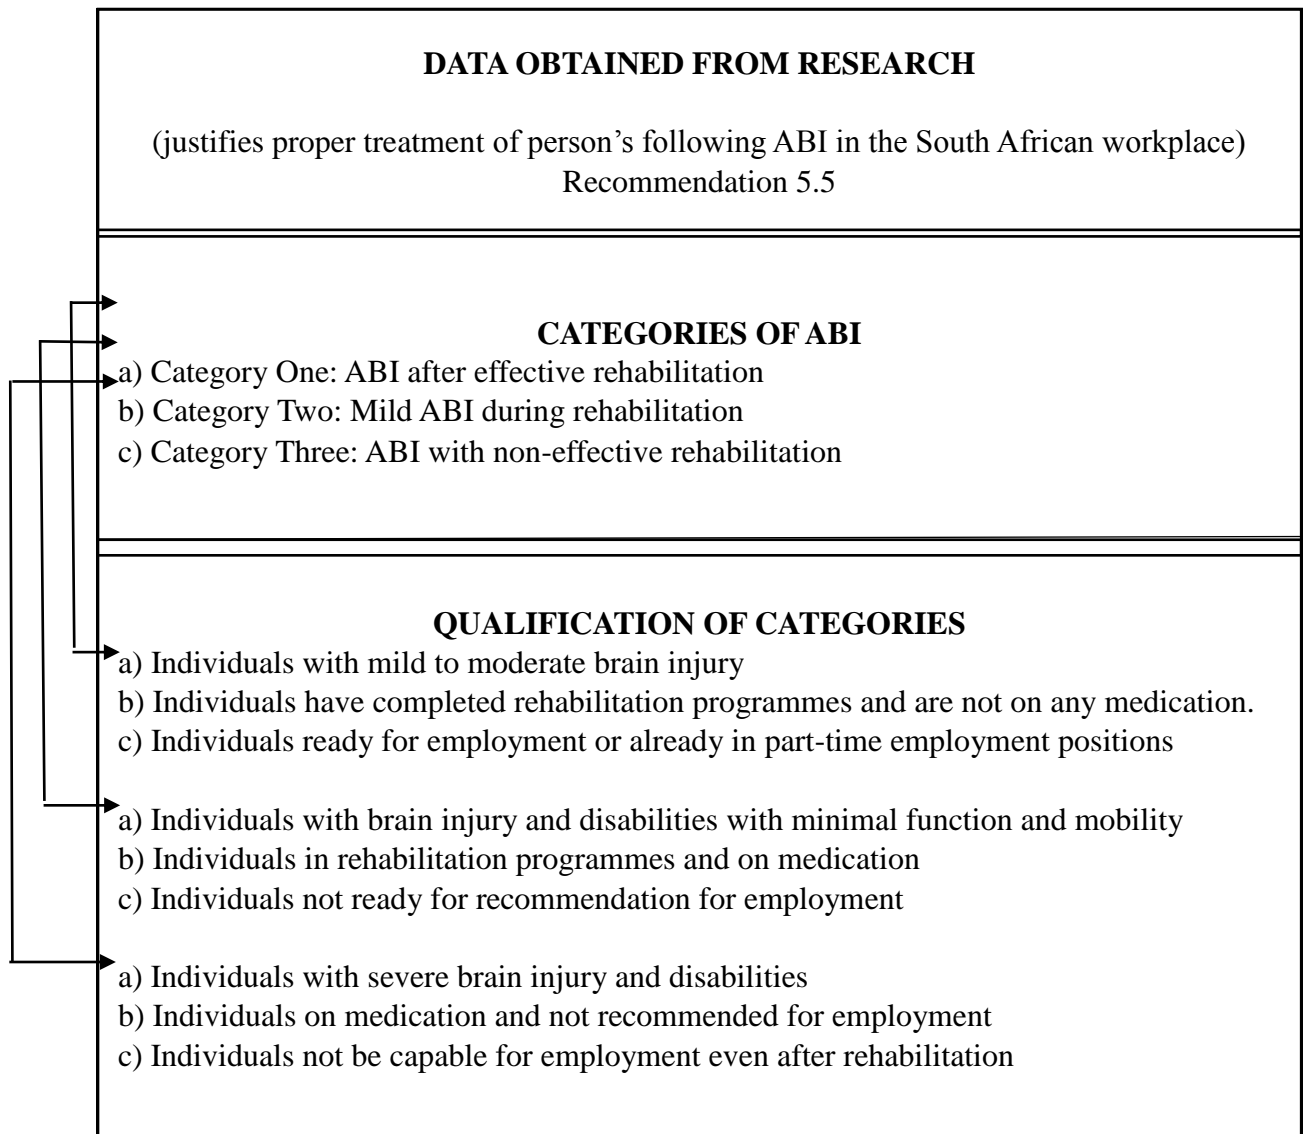 DATA OBTAINED FROM RESEARCH
(justifies proper treatment of person’s following ABI in the South African workplace)
Recommendation 5.5
CATEGORIES OF ABI
a) Category One: ABI after effective rehabilitation
b) Category Two: Mild ABI during rehabilitation
c) Category Three: ABI with non-effective rehabilitation
QUALIFICATION OF CATEGORIES
a) Individuals with mild to moderate brain injury
b) Individuals have completed rehabilitation programmes and are not on any medication.
c) Individuals ready for employment or already in part-time employment positions
a) Individuals with brain injury and disabilities with minimal function and mobility
b) Individuals in rehabilitation programmes and on medication
c) Individuals not ready for recommendation for employment
a) Individuals with severe brain injury and disabilities
b) Individuals on medication and not recommended for employment
c) Individuals not be capable for employment even after rehabilitation